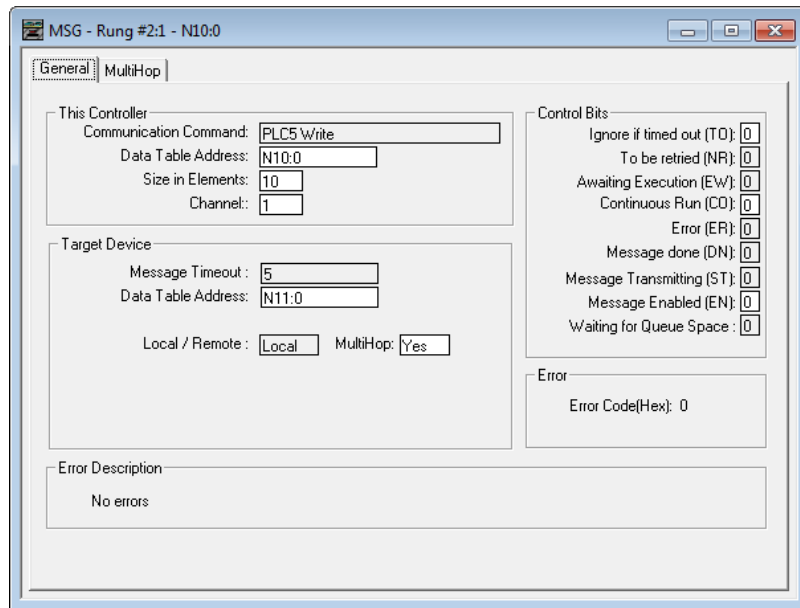 MSG - Rung #2:1 - N10:0
General MultiHop
This Controller
Communication Command: PLC5 Write
Data Table Address: N10:0
Size in Elements: 10
Channel:: 1
Target Device
Message Timeout : 5
Data Table Address: N11:0
Local / Remote : Local MultiHop: Yes
Control Bits
Ignore if timed out (TO): 0
To be retried (NR): 0
Awaiting Execution (EW): 0
Continuous Run (CO): 0
Error (ER): 0
Message done (DN): 0
Message Transmitting (ST): 0
Message Enabled (EN): 0
Waiting for Queue Space : 0
Error
Error Code(Hex): 0
Error Description
No errors